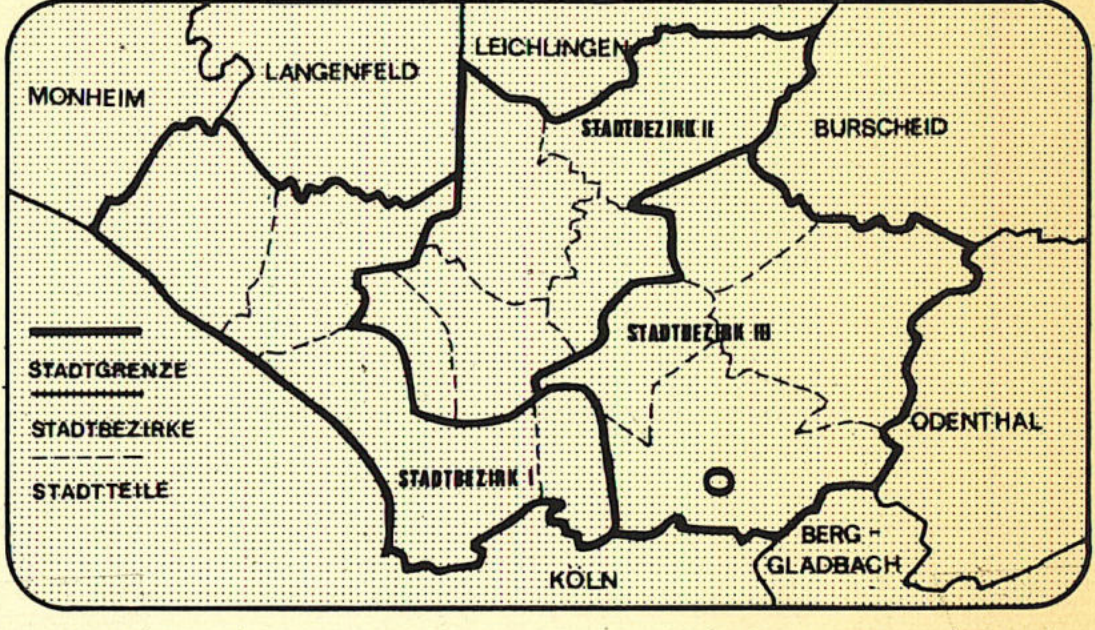 LEICHLINGEN
LANGENFELD
MONHEIM
STADTBEZIRK II
BURSCHEID
STADTBEZIRK III
STADTGRENZE
STADTBEZIRKE
STADTTEILE
ODENTHAL
STADTBEZIRK I
O
BERG-
GLADBACH
KÖLN